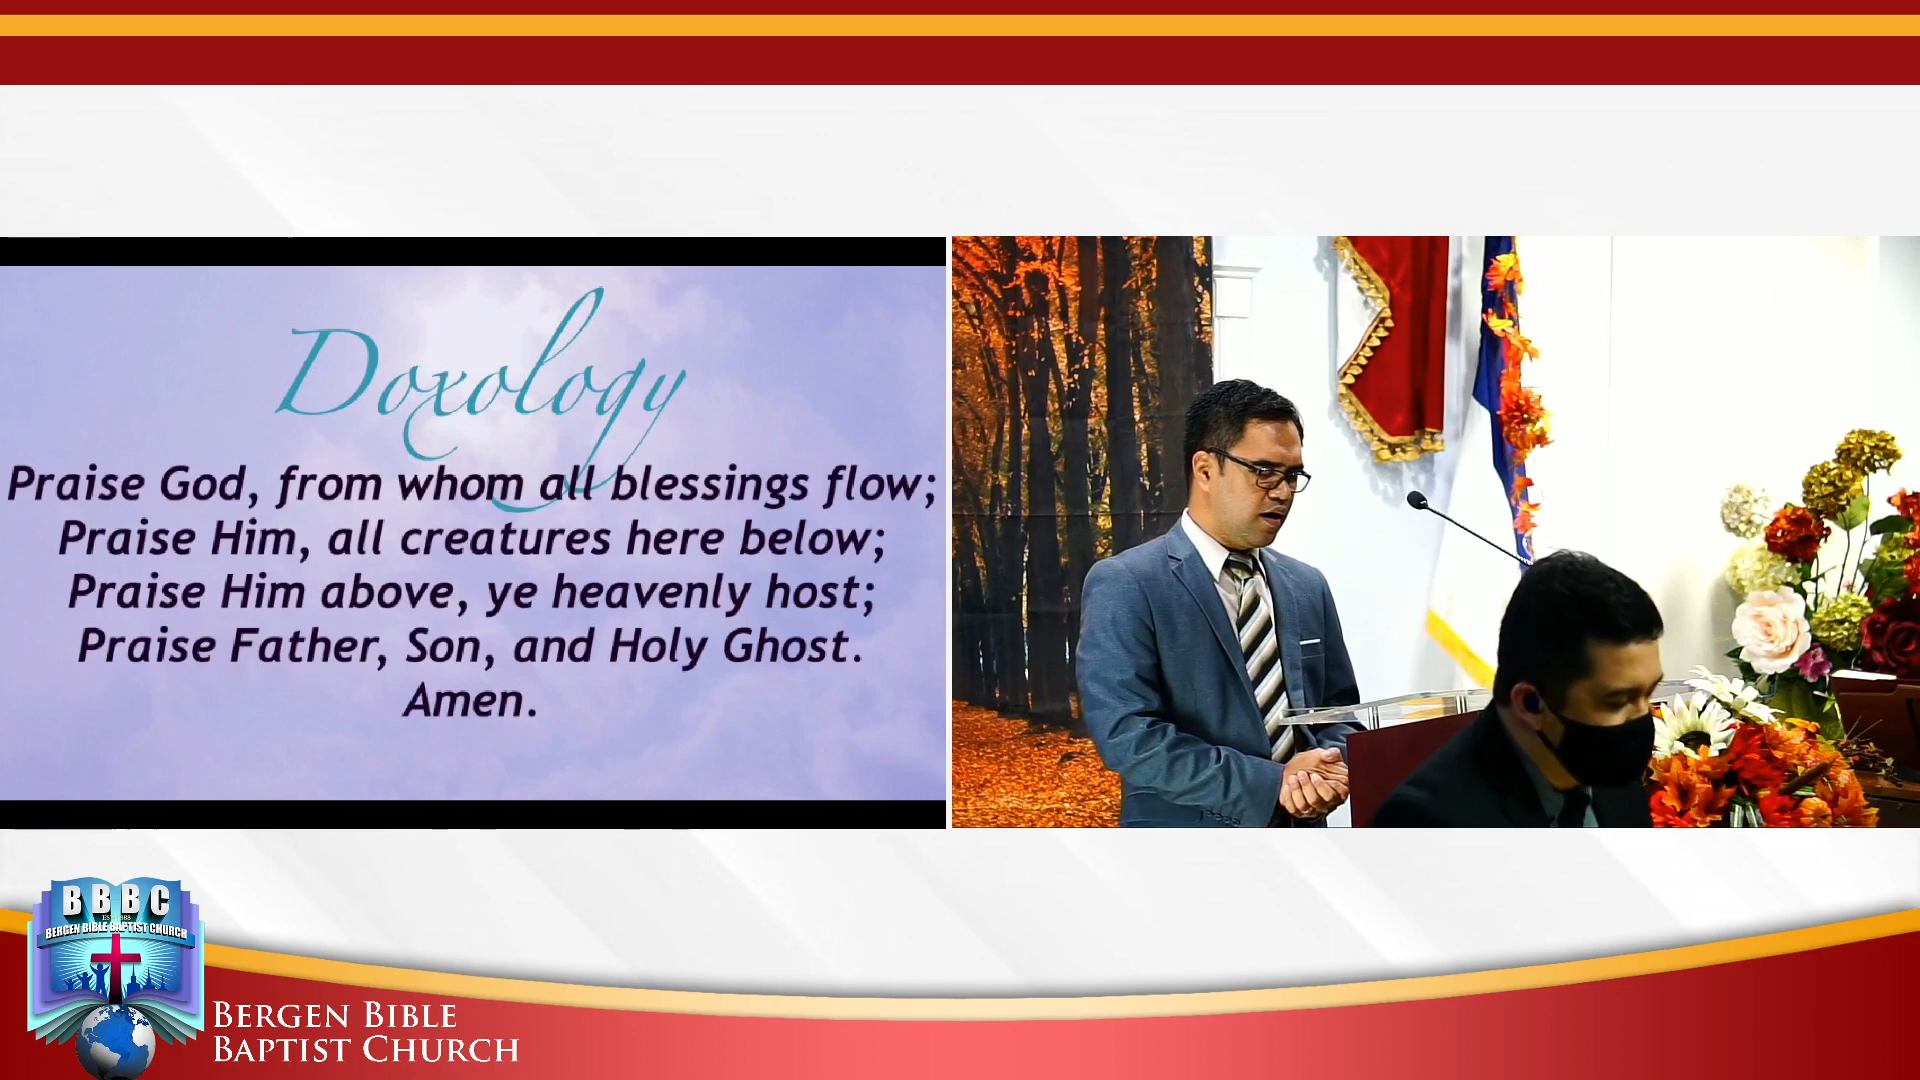 Doxology
Praise God, from whom all blessings flow;
Praise Him, all creatures here below;
Praise Him above, ye heavenly host;
Praise Father, Son, and Holy Ghost.
Amen.
BBBC
BERGEN BIBLE BAPTIST CHURCH
BERGEN BIBLE
BAPTIST CHURCH